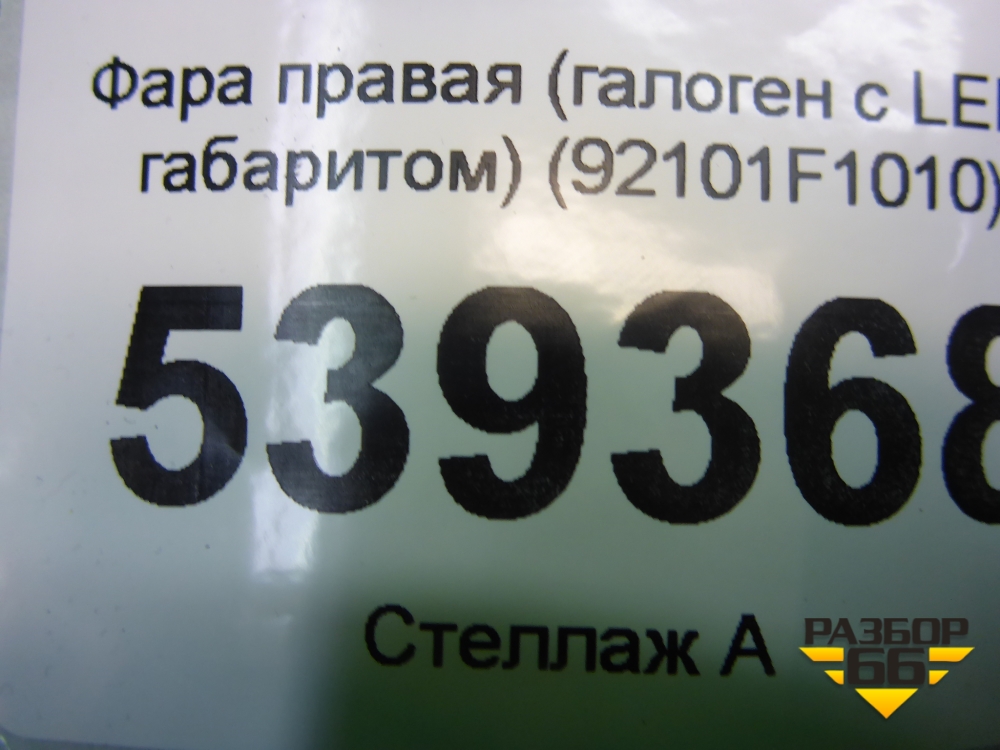 Фара правая (галоген с LE
габаритом) (92101F1010)
539368
Стеллаж А
РАЗБОР
66